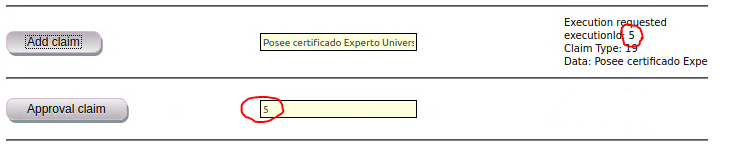 Execution requested
executionId: 5
Add claim
Posee certificado Experto Univers
Claim Type: 19
Data: Posee certificado Expe
Approval claim
5